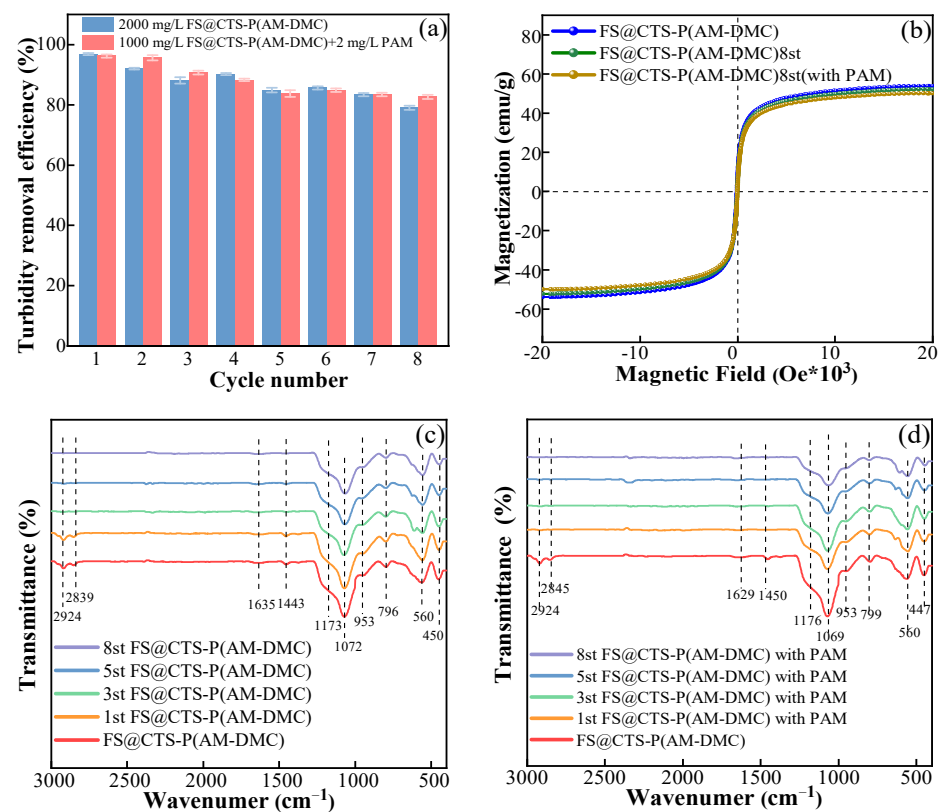 (a)
2000 mg/L FS@CTS-P(AM-DMC)
1000 mg/L FS@CTS-P(AM-DMC)+2 mg/L PAM
Turbidity removal efficiency (%)
100
80
60
40
20
0
1 2 3 4 5 6 7 8
Cycle number
(b)
FS@CTS-P(AM-DMC)
FS@CTS-P(AM-DMC)8st
FS@CTS-P(AM-DMC)8st(with PAM)
Magnetization (emu/g)
80
60
40
20
0
-20
-40
-60
-20 -10 0 10 20
Magnetic Field (Oe*10³)
(c)
Transmittance (%)
2924
2839
1635
1443
1173
1072
953
796
560
450
8st FS@CTS-P(AM-DMC)
5st FS@CTS-P(AM-DMC)
3st FS@CTS-P(AM-DMC)
1st FS@CTS-P(AM-DMC)
FS@CTS-P(AM-DMC)
3000 2500 2000 1500 1000 500
Wavenumer (cm⁻¹)
(d)
Transmittance (%)
2924
2845
1629
1450
1176
1069
953
799
560
447
8st FS@CTS-P(AM-DMC) with PAM
5st FS@CTS-P(AM-DMC) with PAM
3st FS@CTS-P(AM-DMC) with PAM
1st FS@CTS-P(AM-DMC) with PAM
FS@CTS-P(AM-DMC)
3000 2500 2000 1500 1000 500
Wavenumer (cm⁻¹)